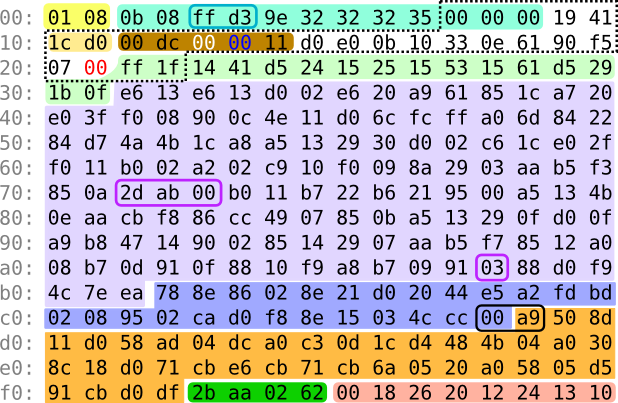 00: 01 08 0b 08 ff d3 9e 32 32 32 35 00 00 00 19 41
10: 1c d0 00 dc 00 00 11 d0 e0 0b 10 33 0e 61 90 f5
20: 07 00 ff 1f 14 41 d5 24 15 25 15 53 15 61 d5 29
30: 1b 0f e6 13 e6 13 d0 02 e6 20 a9 61 85 1c a7 20
40: e0 3f f0 08 90 0c 4e 11 d0 6c fc ff a0 6d 84 22
50: 84 d7 4a 4b 1c a8 a5 13 29 30 d0 02 c6 1c e0 2f
60: f0 11 b0 02 a2 02 c9 10 f0 09 8a 29 03 aa b5 f3
70: 85 0a 2d ab 00 b0 11 b7 22 b6 21 95 00 a5 13 4b
80: 0e aa cb f8 86 cc 49 07 85 0b a5 13 29 0f d0 0f
90: a9 b8 47 14 90 02 85 14 29 07 aa b5 f7 85 12 a0
a0: 08 b7 0d 91 0f 88 10 f9 a8 b7 09 91 03 88 d0 f9
b0: 4c 7e ea 78 8e 86 02 8e 21 d0 20 44 e5 a2 fd bd
c0: 02 08 95 02 ca d0 f8 8e 15 03 4c cc 00 a9 50 8d
d0: 11 d0 58 ad 04 dc a0 c3 0d 1c d4 48 4b 04 a0 30
e0: 8c 18 d0 71 cb e6 cb 71 cb 6a 05 20 a0 58 05 d5
f0: 91 cb d0 df 2b aa 02 62 00 18 26 20 12 24 13 10